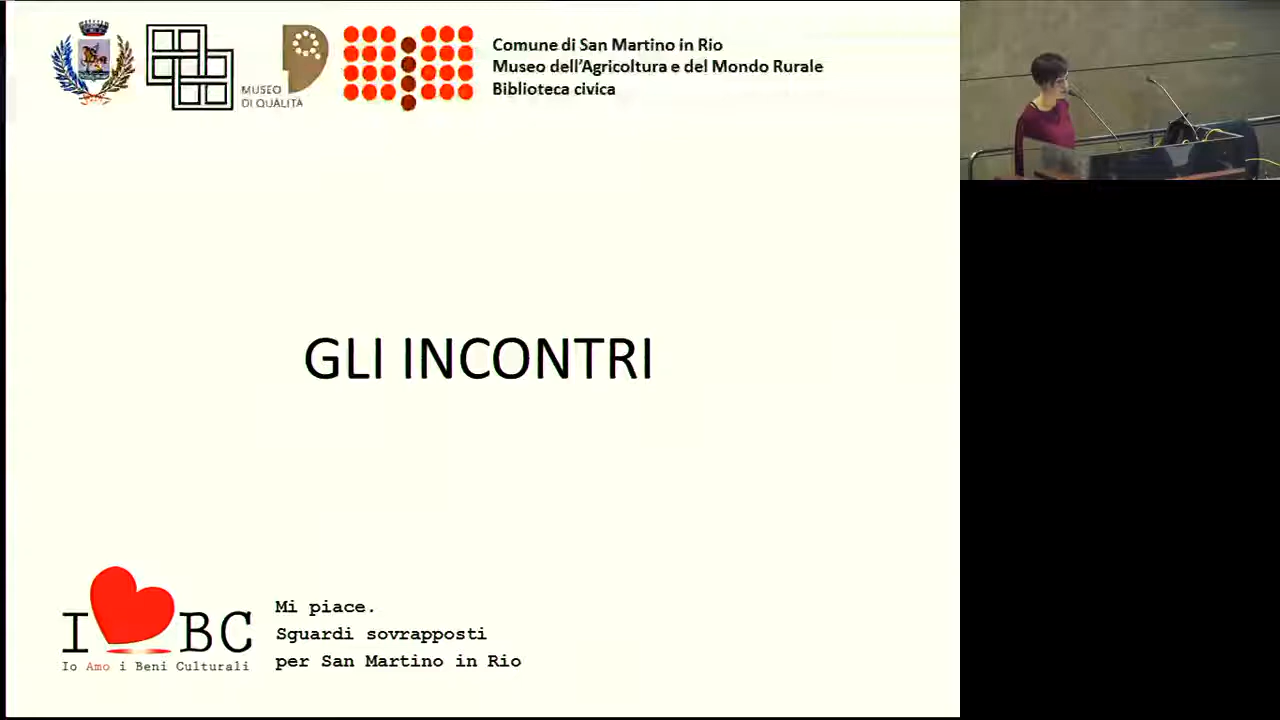 Comune di San Martino in Rio
Museo dell'Agricoltura e del Mondo Rurale
Biblioteca civica
MUSEO
DI QUALITÀ
GLI INCONTRI
I BC
Io Amo i Beni Culturali
Mi piace.
Sguardi sovrapposti
per San Martino in Rio